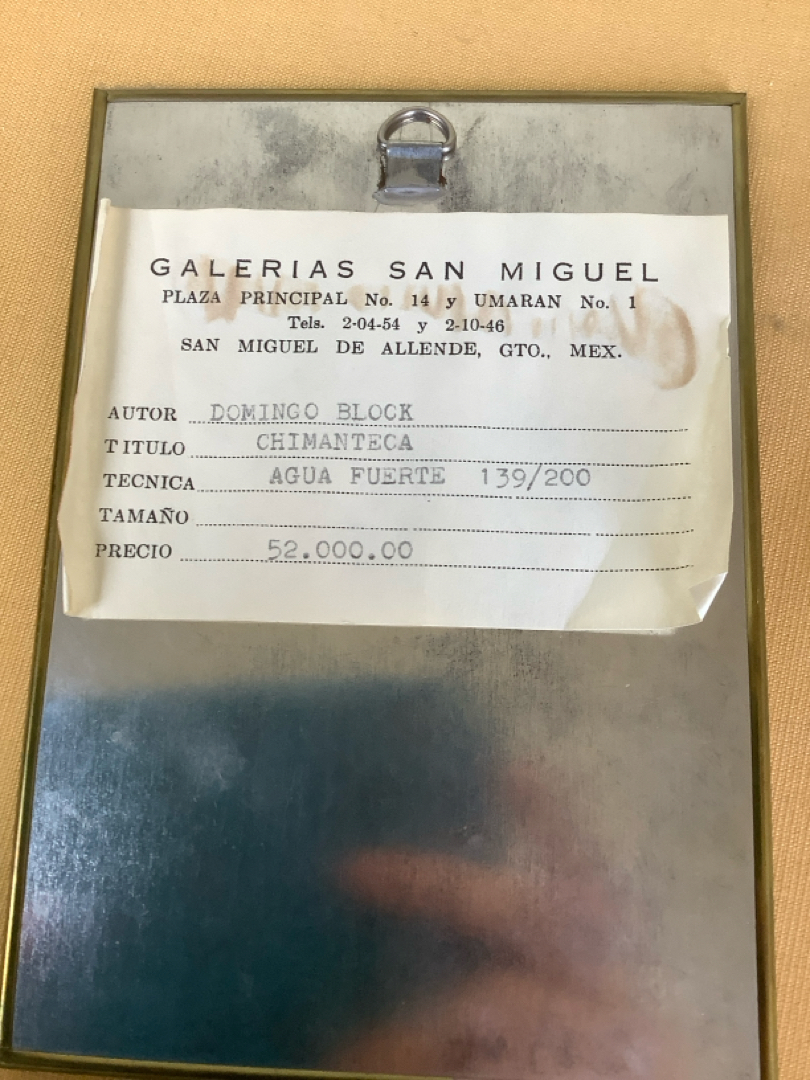 GALERIAS SAN MIGUEL
PLAZA PRINCIPAL No. 14 y UMARAN No. 1
Tels. 2-04-54 y 2-10-46
SAN MIGUEL DE ALLENDE, GTO., MEX.
AUTOR DOMINGO BLOCK
TITULO CHIMANTECA
TECNICA AGUA FUERTE 139/200
TAMAÑO
PRECIO 52.000.00